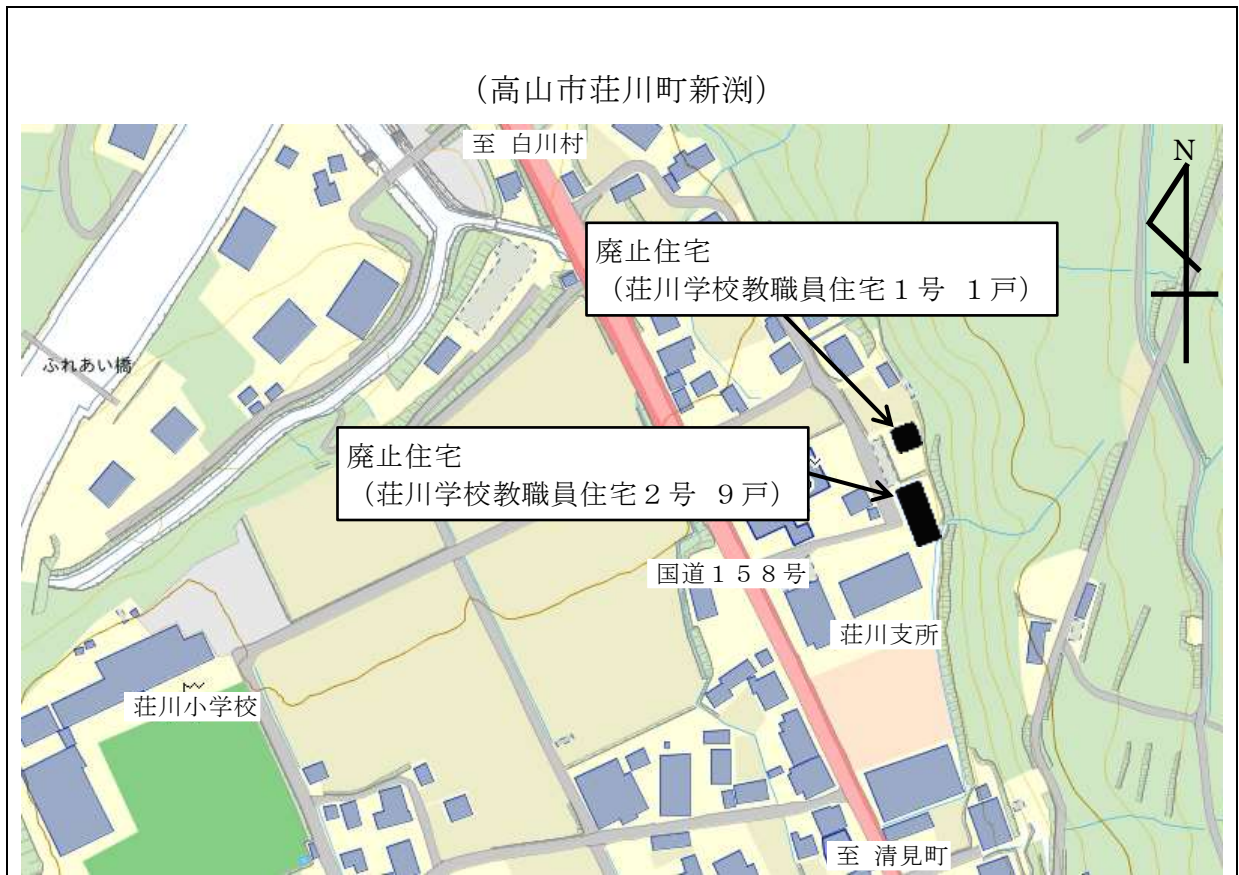 （高山市荘川町新渕）
至 白川村
N
廃止住宅
（荘川学校教職員住宅１号 １戸）
ふれあい橋
廃止住宅
（荘川学校教職員住宅２号 ９戸）
国道１５８号
荘川支所
荘川小学校
至 清見町